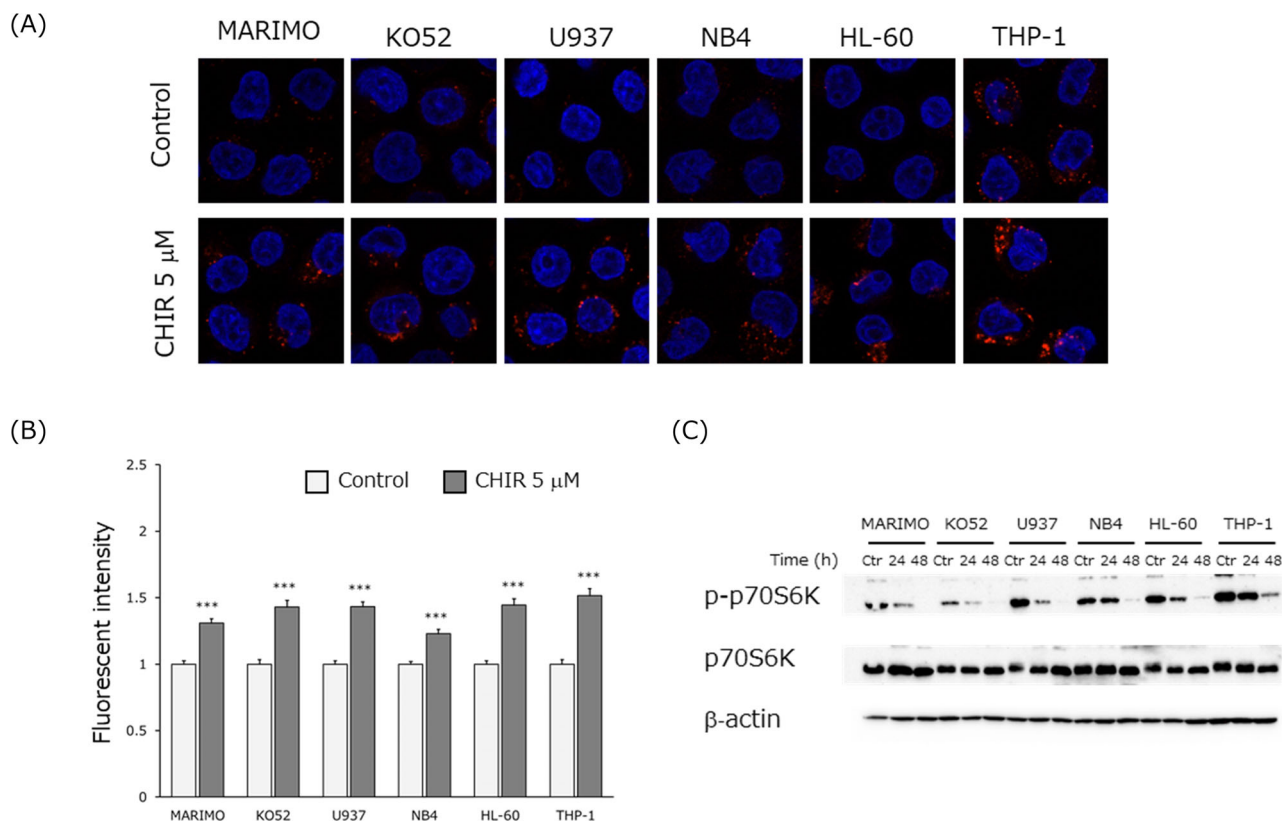 (A)
MARIMO KO52 U937 NB4 HL-60 THP-1
Control
CHIR 5 μM
(B)
Fluorescent intensity
Control CHIR 5 μM
2.5
2
1.5
1
0.5
0
*** *** *** *** *** ***
MARIMO KO52 U937 NB4 HL-60 THP-1
(C)
MARIMO KO52 U937 NB4 HL-60 THP-1
Time (h) Ctr 24 48 Ctr 24 48 Ctr 24 48 Ctr 24 48 Ctr 24 48 Ctr 24 48
p-p70S6K
p70S6K
β-actin